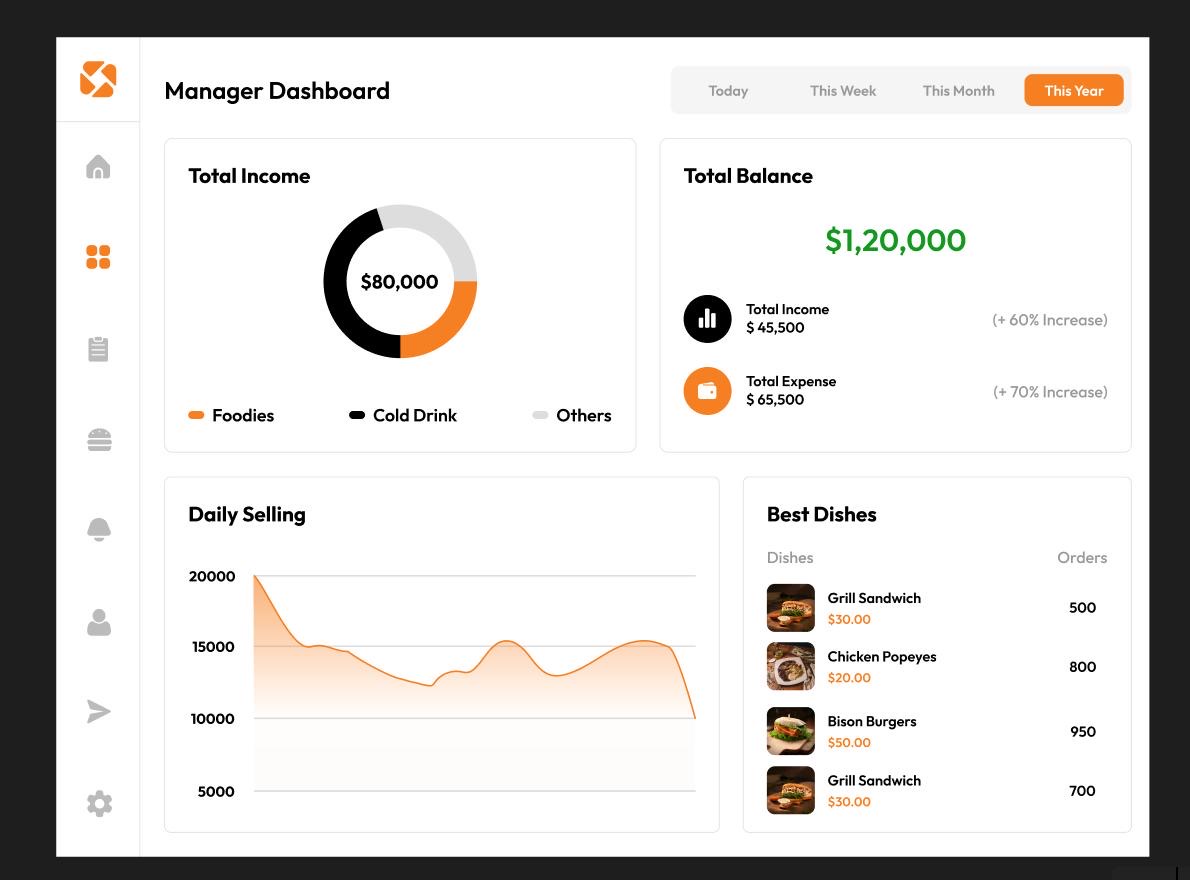 Manager Dashboard
Today
This Week
This Month
This Year
Total Income
$80,000
Foodies
Cold Drink
Others
Total Balance
$1,20,000
Total Income
$ 45,500
(+ 60% Increase)
Total Expense
$ 65,500
(+ 70% Increase)
Daily Selling
20000
15000
10000
5000
Best Dishes
Dishes
Orders
Grill Sandwich
$30.00
500
Chicken Popeyes
$20.00
800
Bison Burgers
$50.00
950
Grill Sandwich
$30.00
700